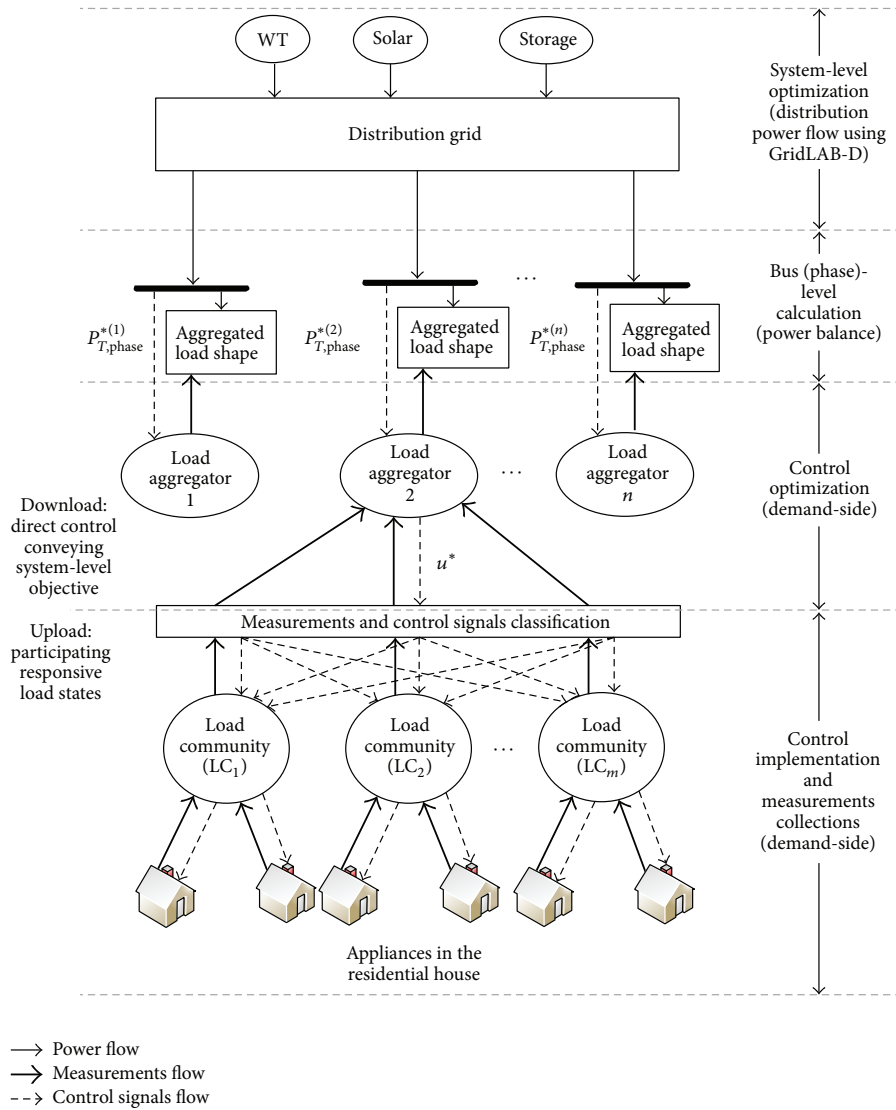 WT
Solar
Storage
Distribution grid
System-level
optimization
(distribution
power flow using
GridLAB-D)
Bus (phase)-
level
calculation
(power balance)
P*(1)T,phase
Aggregated
load shape
P*(2)T,phase
Aggregated
load shape
...
P*(n)T,phase
Aggregated
load shape
Load
aggregator
1
Load
aggregator
2
...
Load
aggregator
n
Control
optimization
(demand-side)
Download:
direct control
conveying
system-level
objective
u*
Measurements and control signals classification
Upload:
participating
responsive
load states
Load
community
(LC1)
Load
community
(LC2)
...
Load
community
(LCm)
Control
implementation
and
measurements
collections
(demand-side)
Appliances in the
residential house
Power flow
Measurements flow
Control signals flow